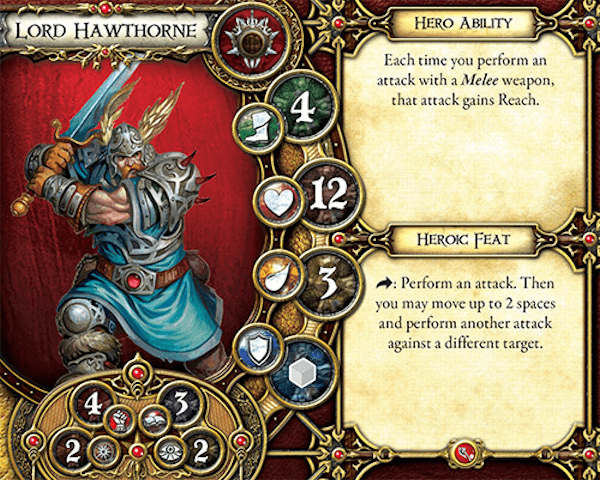 Lord Hawthorne
4
12
3
4 3
2 2
Hero Ability
Each time you perform an
attack with a Melee weapon,
that attack gains Reach.
Heroic Feat
: Perform an attack. Then
you may move up to 2 spaces
and perform another attack
against a different target.